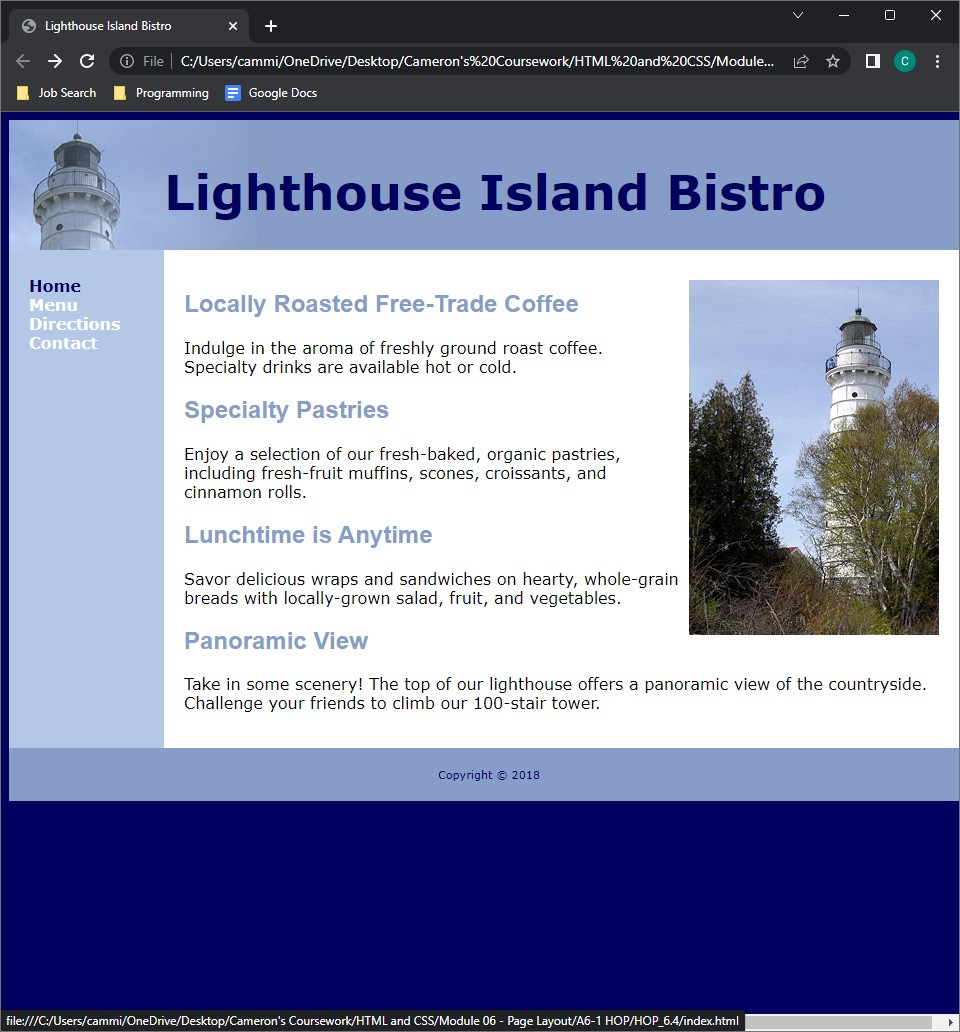 Lighthouse Island Bistro
File
C:/Users/cammi/OneDrive/Desktop/Cameron's%20Coursework/HTML%20and%20CSS/Module...
C
Job Search
Programming
Google Docs
Lighthouse Island Bistro
Home
Menu
Directions
Contact
Locally Roasted Free-Trade Coffee
Indulge in the aroma of freshly ground roast coffee.
Specialty drinks are available hot or cold.
Specialty Pastries
Enjoy a selection of our fresh-baked, organic pastries,
including fresh-fruit muffins, scones, croissants, and
cinnamon rolls.
Lunchtime is Anytime
Savor delicious wraps and sandwiches on hearty, whole-grain
breads with locally-grown salad, fruit, and vegetables.
Panoramic View
Take in some scenery! The top of our lighthouse offers a panoramic view of the countryside.
Challenge your friends to climb our 100-stair tower.
Copyright © 2018
file:///C:/Users/cammi/OneDrive/Desktop/Cameron's Coursework/HTML and CSS/Module 06 - Page Layout/A6-1 HOP/HOP_6.4/index.html